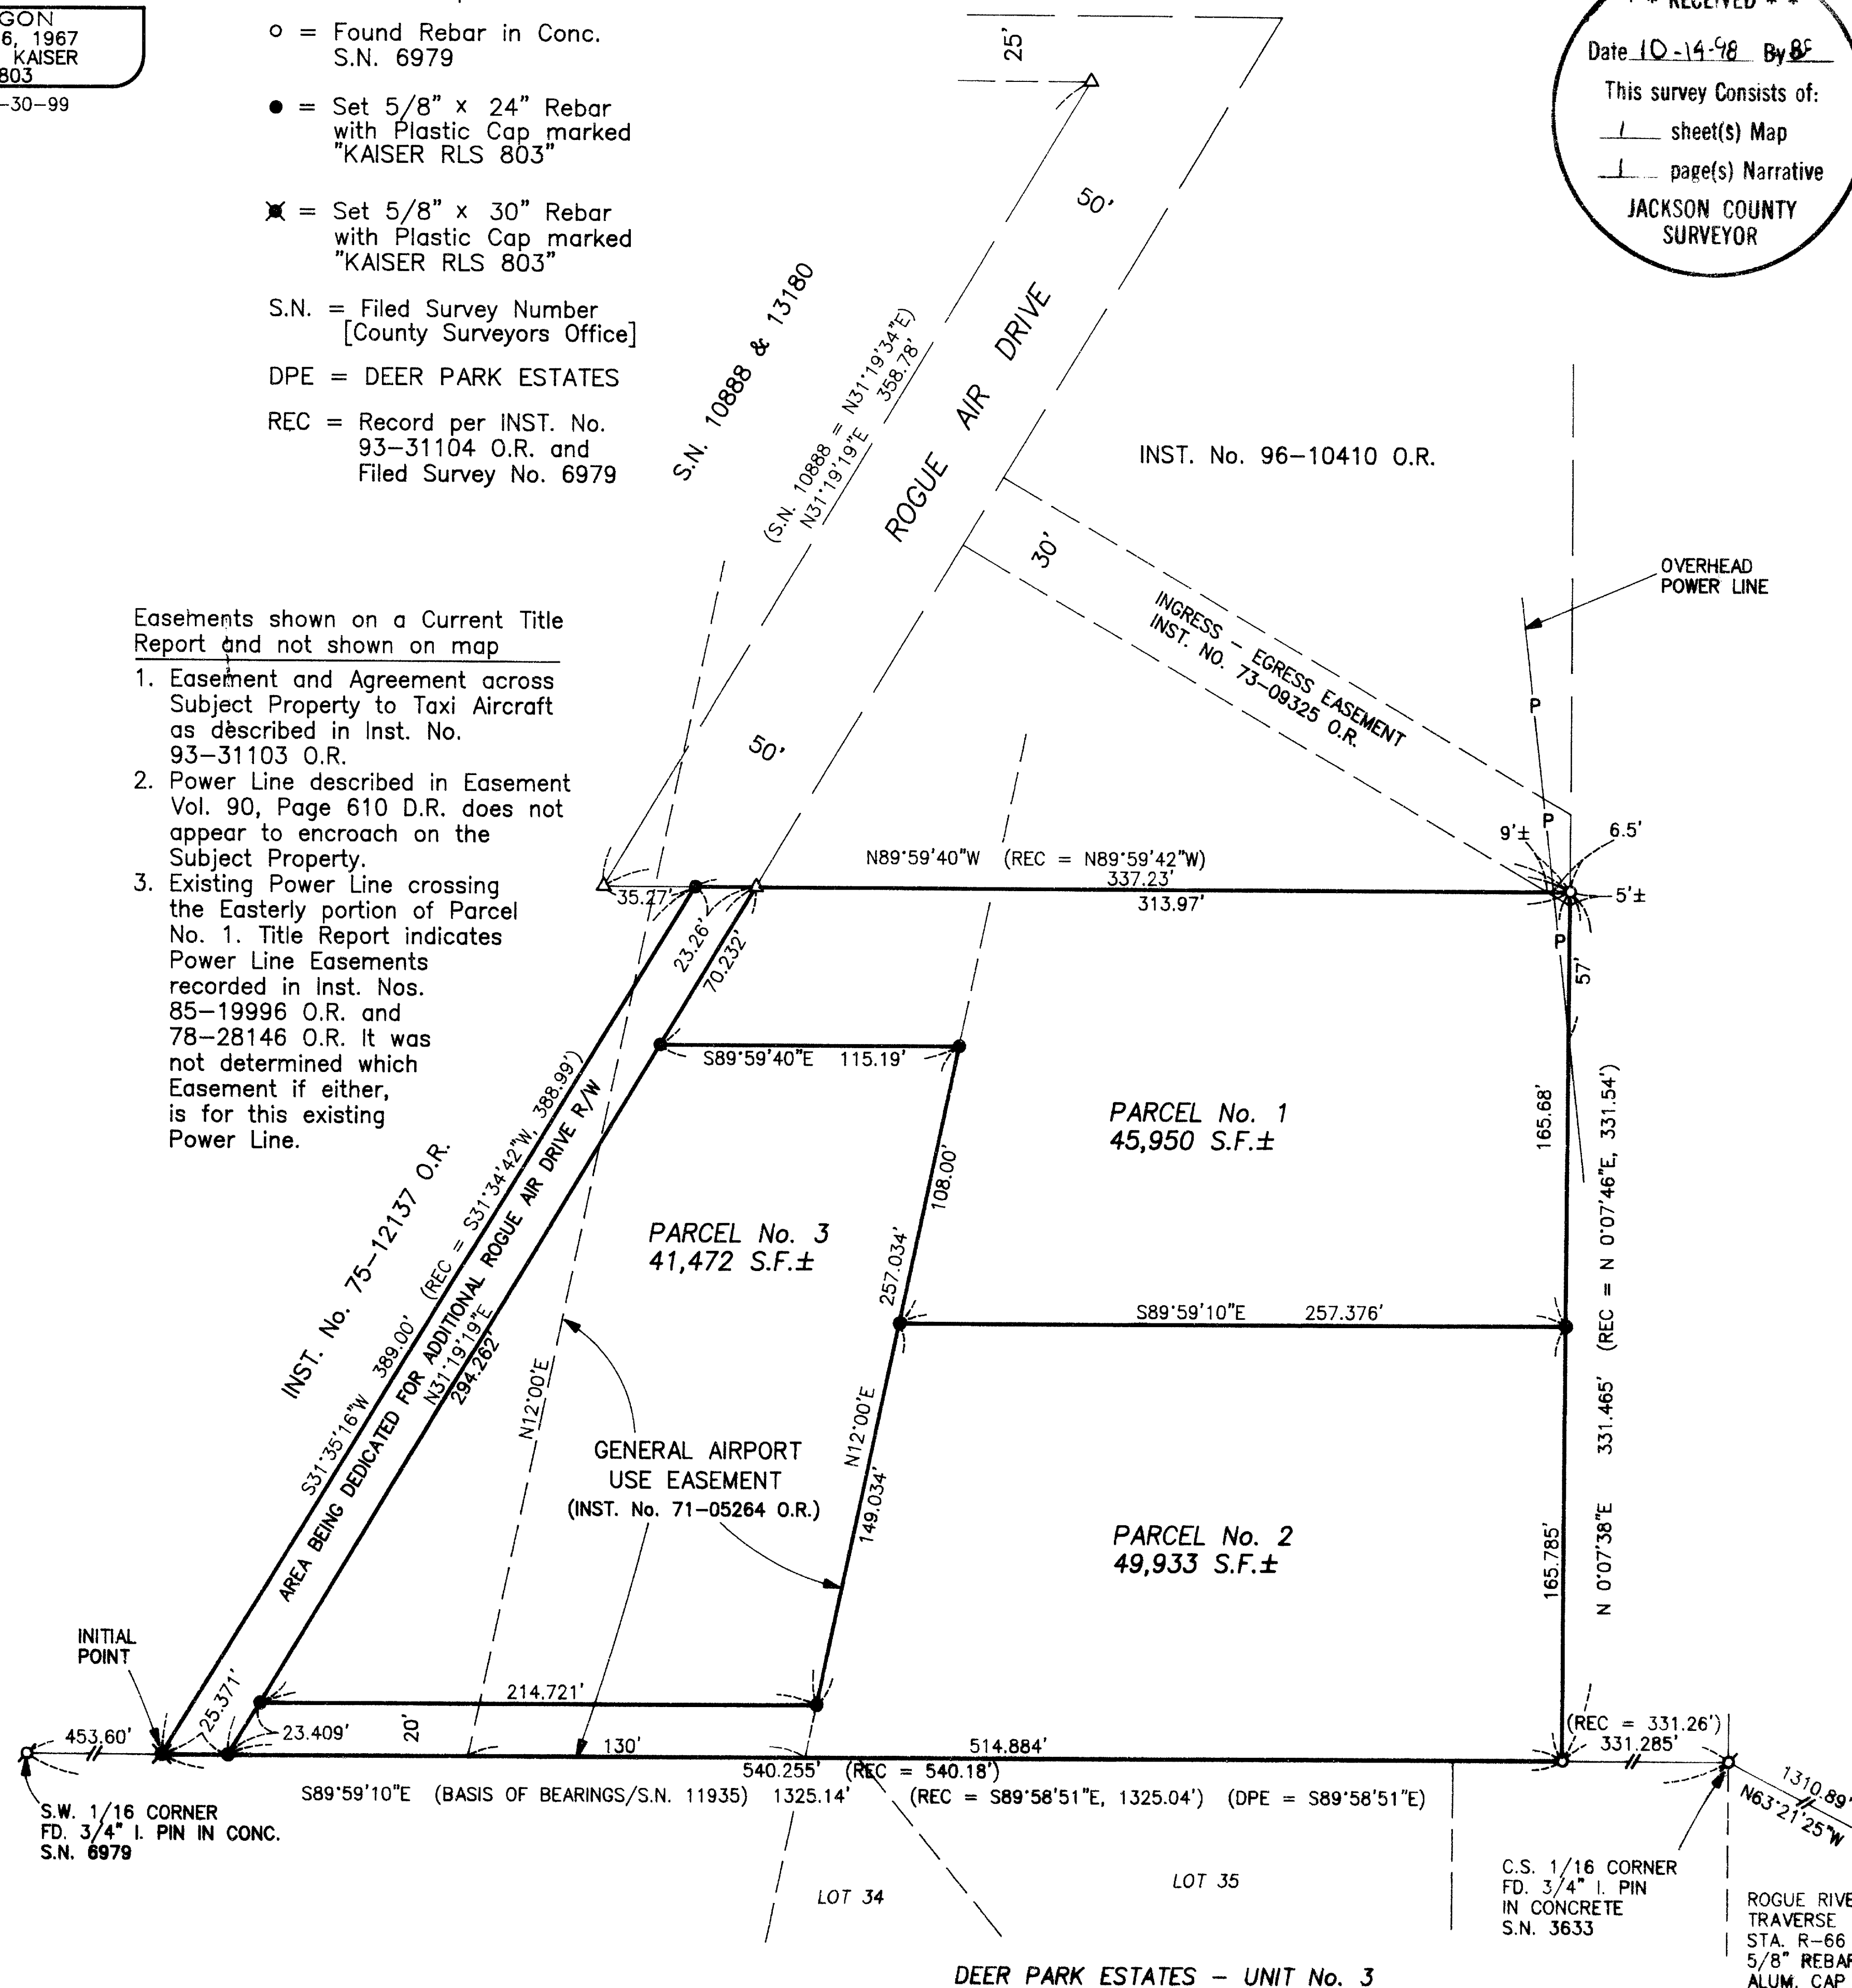 GON
6, 1967
KAISER
803
-30-99
○ = Found Rebar in Conc.
S.N. 6979
● = Set 5/8" x 24" Rebar
with Plastic Cap marked
"KAISER RLS 803"
= Set 5/8" x 30" Rebar
with Plastic Cap marked
"KAISER RLS 803"
S.N. = Filed Survey Number
[County Surveyors Office]
DPE = DEER PARK ESTATES
REC = Record per INST. No.
93-31104 O.R. and
Filed Survey No. 6979
* RECEIVED * *
Date 10-14-98 By
This survey Consists of:
1 sheet(s) Map
1 page(s) Narrative
JACKSON COUNTY
SURVEYOR
25'
50'
S.N. 10888 & 13180
(S.N. 10888 = N31°19'34"E)
N31°19'19"E 358.78'
ROGUE AIR DRIVE
INST. No. 96-10410 O.R.
30'
INGRESS - EGRESS EASEMENT
INST. NO. 73-09325 O.R.
OVERHEAD
POWER LINE
P
P
P
50'
9'±
6.5'
5'±
57'
Easements shown on a Current Title
Report and not shown on map
1. Easement and Agreement across
Subject Property to Taxi Aircraft
as described in Inst. No.
93-31103 O.R.
2. Power Line described in Easement
Vol. 90, Page 610 D.R. does not
appear to encroach on the
Subject Property.
3. Existing Power Line crossing
the Easterly portion of Parcel
No. 1. Title Report indicates
Power Line Easements
recorded in Inst. Nos.
85-19996 O.R. and
78-28146 O.R. It was
not determined which
Easement if either,
is for this existing
Power Line.
N89°59'40"W (REC = N89°59'42"W)
337.23'
313.97'
35.27'
23.26'
70.232'
S89°59'40"E 115.19'
PARCEL No. 1
45,950 S.F.±
165.68'
108.00'
257.034'
PARCEL No. 3
41,472 S.F.±
INST. No. 75-12137 O.R.
S31°35'16"W 389.00' (REC = S31°34'42"W, 388.99')
AREA BEING DEDICATED FOR ADDITIONAL ROGUE AIR DRIVE R/W
N31°19'19"E
294.262'
N12°00'E
S89°59'10"E 257.376'
N 0°07'38"E 331.465' (REC = N 0°07'46"E, 331.54')
GENERAL AIRPORT
USE EASEMENT
(INST. No. 71-05264 O.R.)
N12°00'E
149.034'
PARCEL No. 2
49,933 S.F.±
165.785'
INITIAL
POINT
25.371'
23.409'
214.721'
20'
453.60'
130'
514.884'
540.255' (REC = 540.18')
(REC = 331.26')
331.285'
S89°59'10"E (BASIS OF BEARINGS/S.N. 11935) 1325.14' (REC = S89°58'51"E, 1325.04') (DPE = S89°58'51"E)
1310.89'
N63°21'25"W
S.W. 1/16 CORNER
FD. 3/4" I. PIN IN CONC.
S.N. 6979
LOT 34
LOT 35
C.S. 1/16 CORNER
FD. 3/4" I. PIN
IN CONCRETE
S.N. 3633
ROGUE RIVE
TRAVERSE
STA. R-66
5/8" REBAR
ALUM. CAP
DEER PARK ESTATES - UNIT No. 3